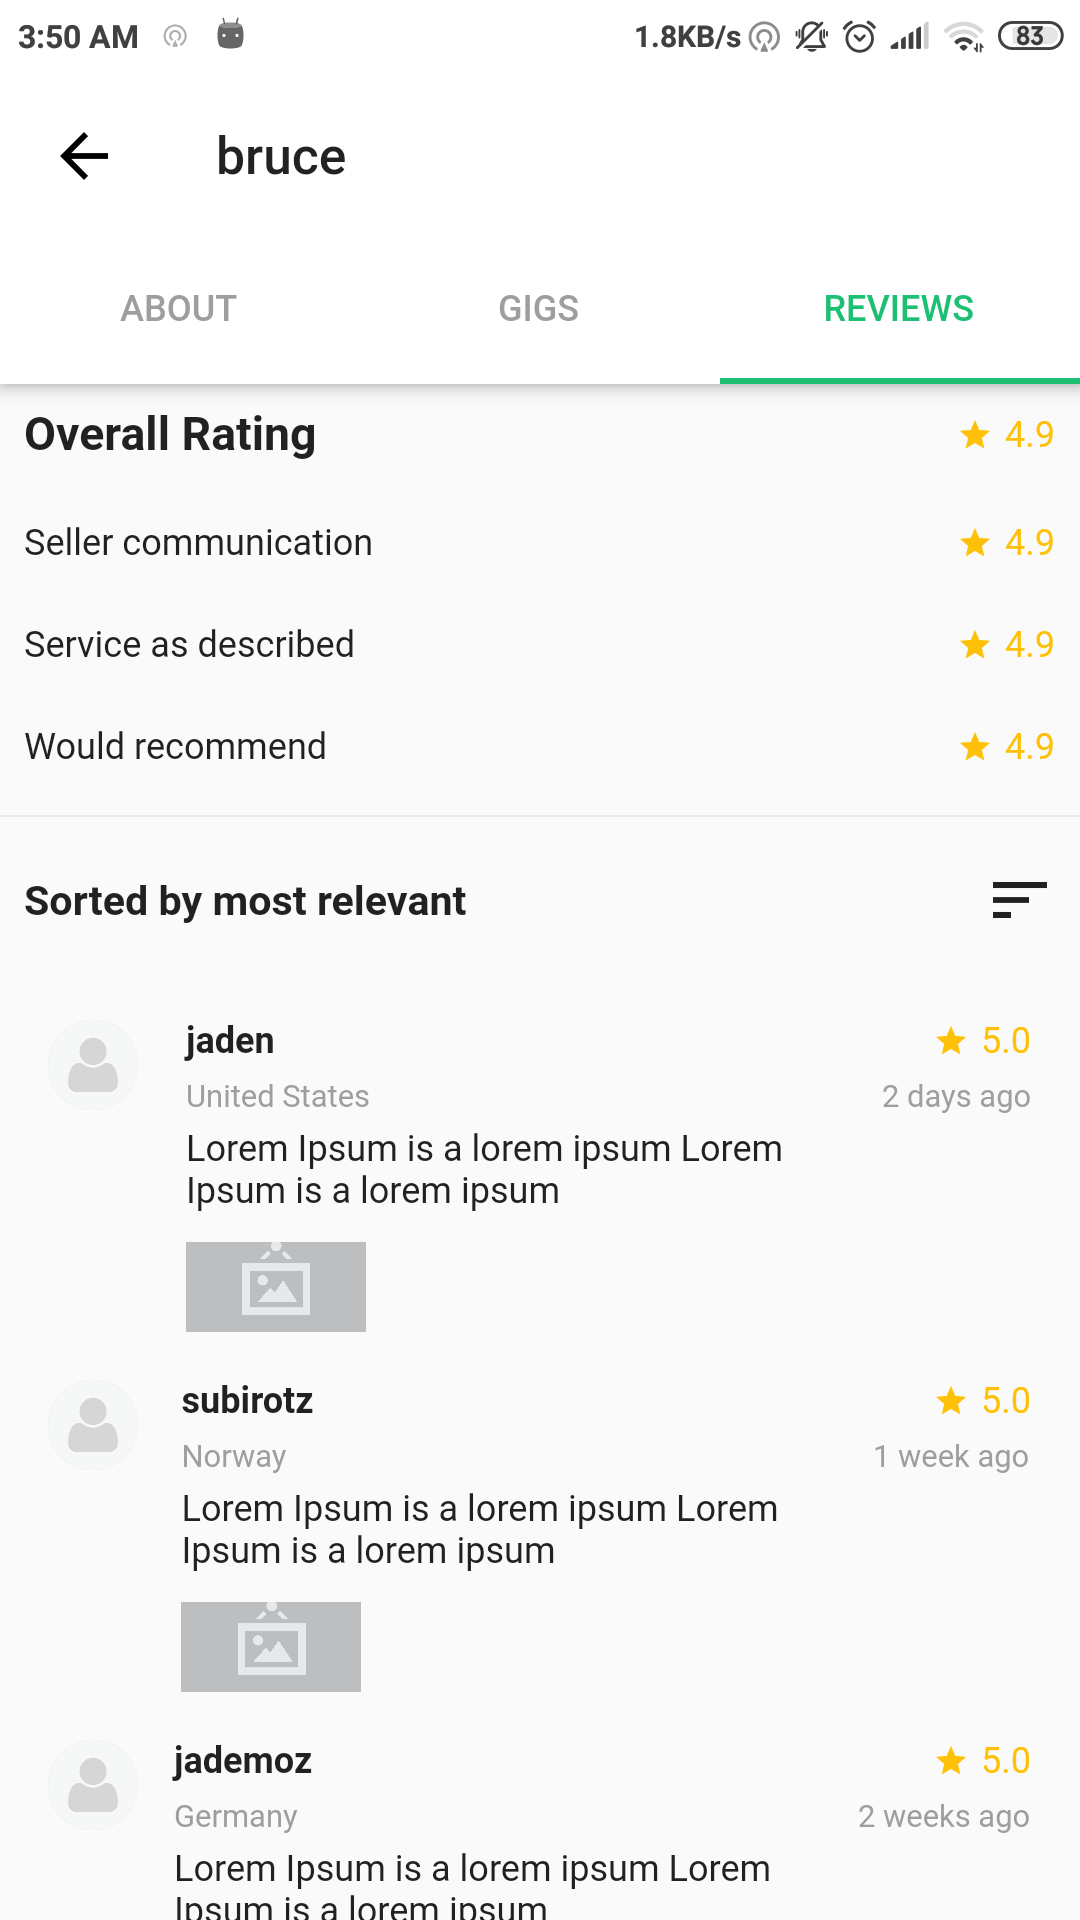 3:50 AM 1.8KB/s 83
bruce
ABOUT GIGS REVIEWS
Overall Rating 4.9
Seller communication 4.9
Service as described 4.9
Would recommend 4.9
Sorted by most relevant
jaden 5.0
United States 2 days ago
Lorem Ipsum is a lorem ipsum Lorem
Ipsum is a lorem ipsum
subirotz 5.0
Norway 1 week ago
Lorem Ipsum is a lorem ipsum Lorem
Ipsum is a lorem ipsum
jademoz 5.0
Germany 2 weeks ago
Lorem Ipsum is a lorem ipsum Lorem
Ipsum is a lorem ipsum